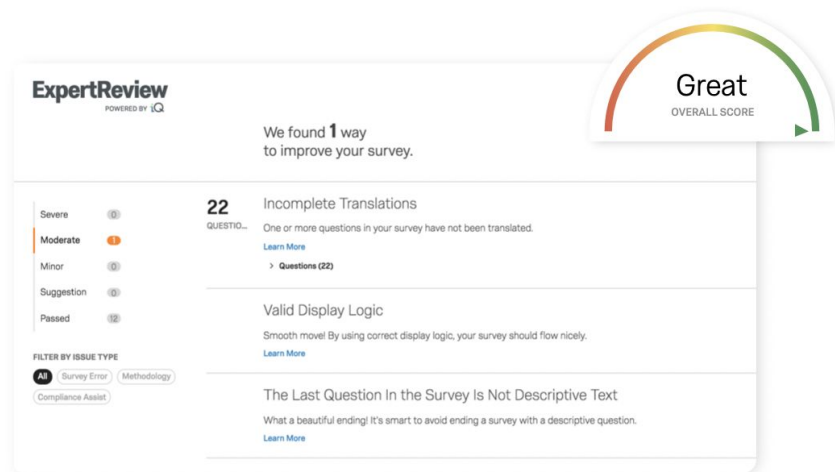 ExpertReview
POWERED BY iQ
Great
OVERALL SCORE
We found 1 way
to improve your survey.
Severe 0
Moderate 1
Minor 0
Suggestion 0
Passed 12
FILTER BY ISSUE TYPE
All Survey Error Methodology
Compliance Assist
22
QUESTIO...
Incomplete Translations
One or more questions in your survey have not been translated.
Learn More
> Questions (22)
Valid Display Logic
Smooth move! By using correct display logic, your survey should flow nicely.
Learn More
The Last Question In the Survey Is Not Descriptive Text
What a beautiful ending! It's smart to avoid ending a survey with a descriptive question.
Learn More